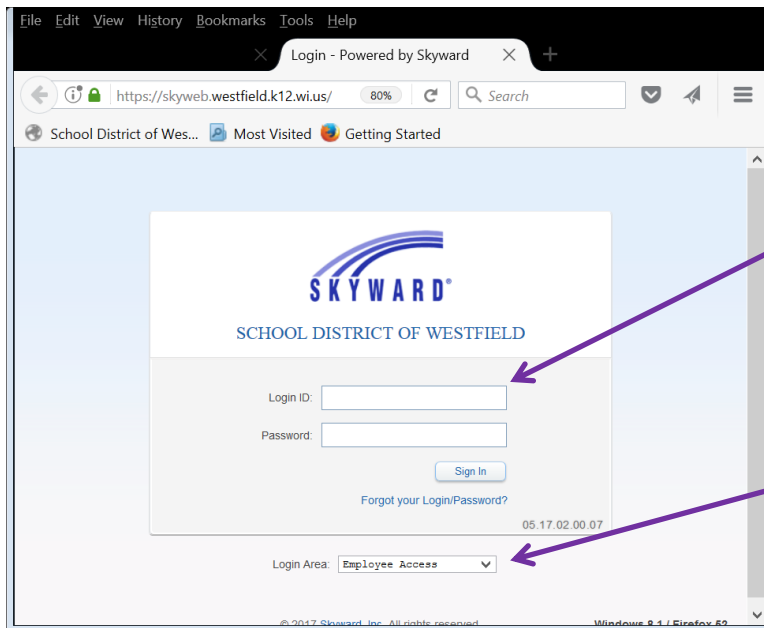 File Edit View History Bookmarks Tools Help
Login - Powered by Skyward
https://skyweb.westfield.k12.wi.us/ 80% Search
School District of Wes... Most Visited Getting Started
SKYWARD®
SCHOOL DISTRICT OF WESTFIELD
Login ID:
Password:
Sign In
Forgot your Login/Password?
05.17.02.00.07
Login Area: Employee Access
© 2017 Skyward, Inc. All rights reserved. Windows 8.1 / Firefox 52